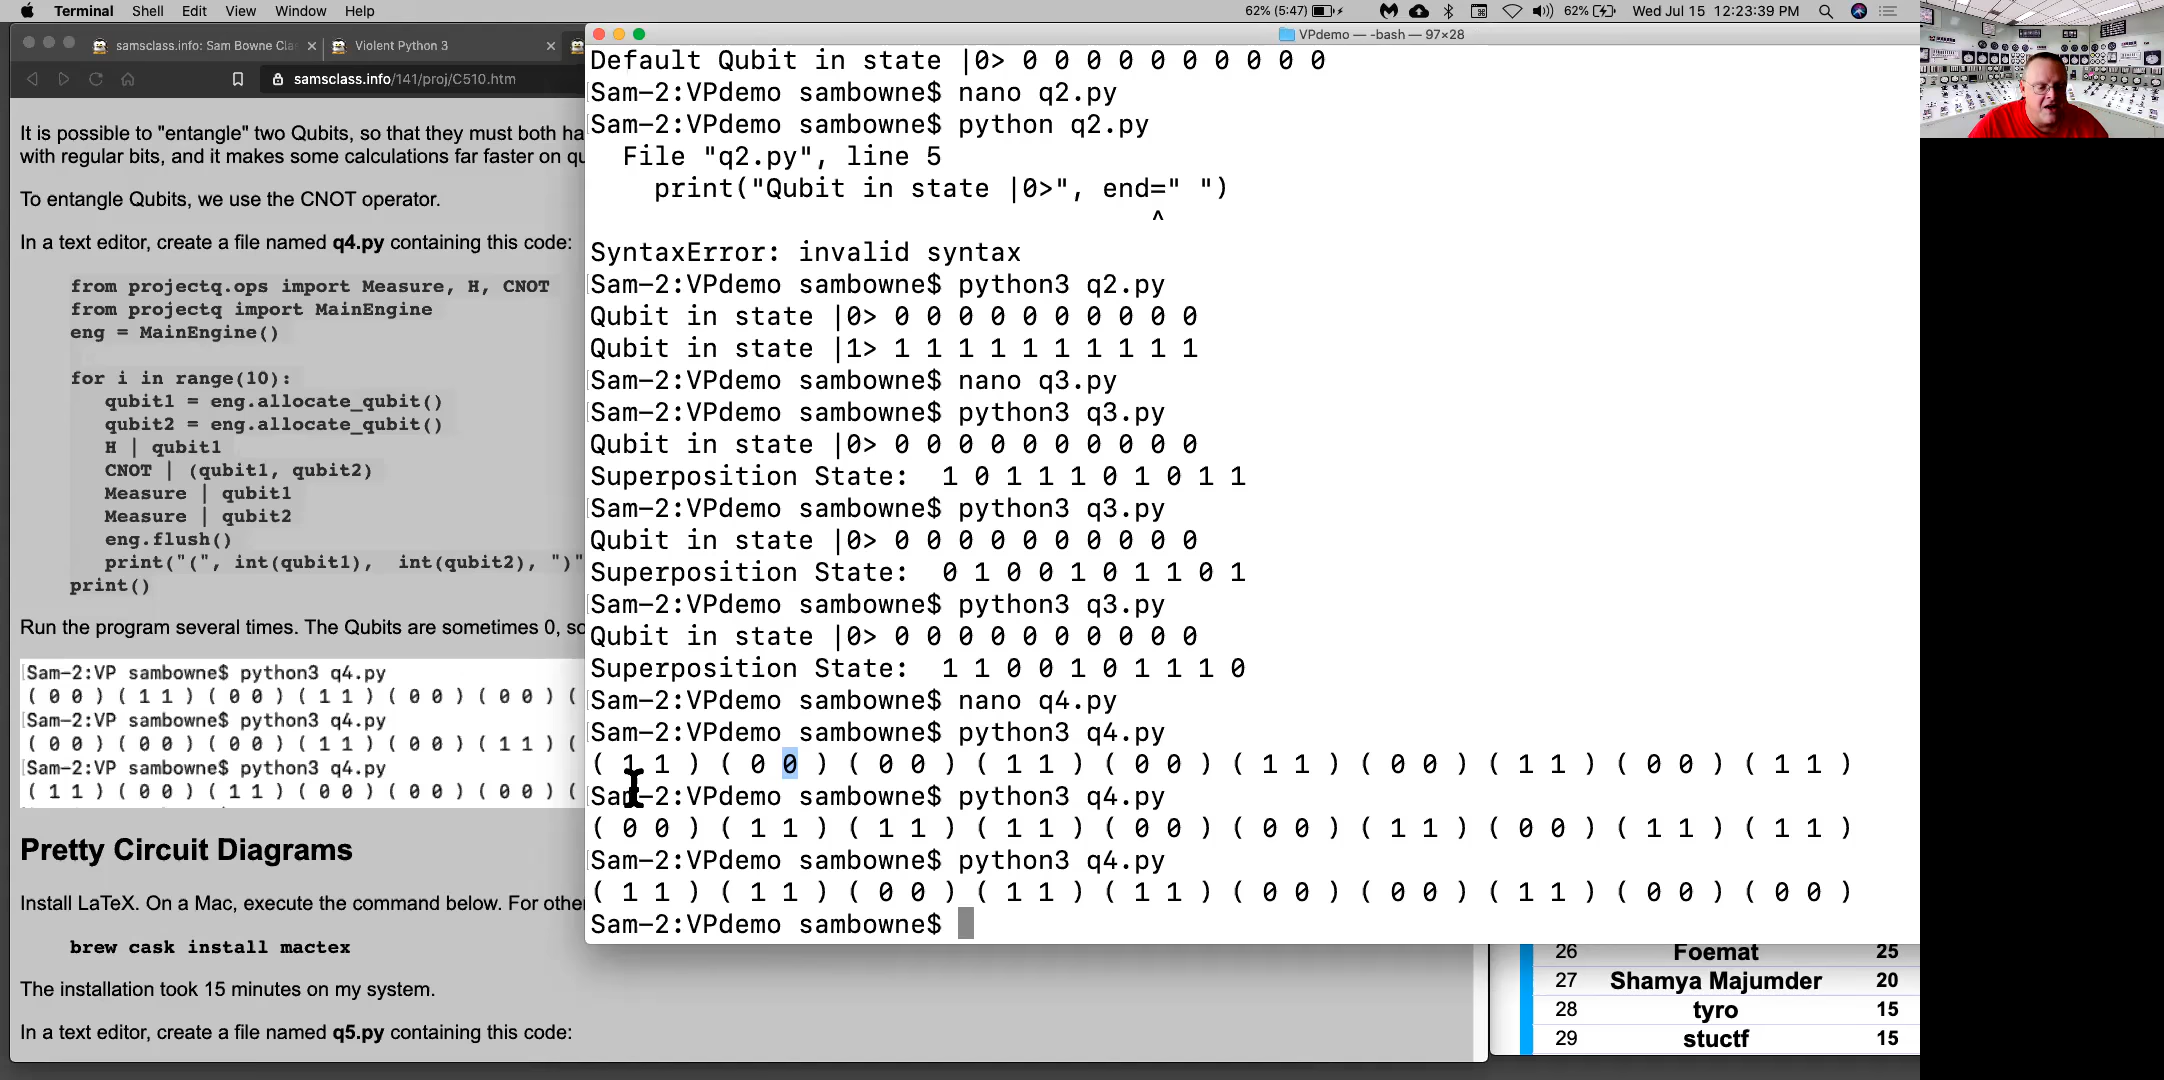 Terminal Shell Edit View Window Help
62% (5:47) 62% Wed Jul 15 12:23:39 PM
samsclass.info: Sam Bowne Cla
Violent Python 3
samsclass.info/141/proj/C510.htm
It is possible to "entangle" two Qubits, so that they must both ha
with regular bits, and it makes some calculations far faster on qu
To entangle Qubits, we use the CNOT operator.
In a text editor, create a file named q4.py containing this code:
from projectq.ops import Measure, H, CNOT
from projectq import MainEngine
eng = MainEngine()
for i in range(10):
qubit1 = eng.allocate_qubit()
qubit2 = eng.allocate_qubit()
H | qubit1
CNOT | (qubit1, qubit2)
Measure | qubit1
Measure | qubit2
eng.flush()
print("(", int(qubit1), int(qubit2), ")"
print()
Run the program several times. The Qubits are sometimes 0, so
[Sam-2:VP sambowne$ python3 q4.py
( 0 0 ) ( 1 1 ) ( 0 0 ) ( 1 1 ) ( 0 0 ) ( 0 0 ) (
[Sam-2:VP sambowne$ python3 q4.py
( 0 0 ) ( 0 0 ) ( 0 0 ) ( 1 1 ) ( 0 0 ) ( 1 1 ) (
[Sam-2:VP sambowne$ python3 q4.py
( 1 1 ) ( 0 0 ) ( 1 1 ) ( 0 0 ) ( 0 0 ) ( 0 0 ) (
Pretty Circuit Diagrams
Install LaTeX. On a Mac, execute the command below. For othe
brew cask install mactex
The installation took 15 minutes on my system.
In a text editor, create a file named q5.py containing this code:
VPdemo — -bash — 97×28
Default Qubit in state |0> 0 0 0 0 0 0 0 0 0 0
[Sam-2:VPdemo sambowne$ nano q2.py
[Sam-2:VPdemo sambowne$ python q2.py
File "q2.py", line 5
print("Qubit in state |0>", end=" ")
^
SyntaxError: invalid syntax
[Sam-2:VPdemo sambowne$ python3 q2.py
Qubit in state |0> 0 0 0 0 0 0 0 0 0 0
Qubit in state |1> 1 1 1 1 1 1 1 1 1 1
[Sam-2:VPdemo sambowne$ nano q3.py
[Sam-2:VPdemo sambowne$ python3 q3.py
Qubit in state |0> 0 0 0 0 0 0 0 0 0 0
Superposition State: 1 0 1 1 1 0 1 0 1 1
[Sam-2:VPdemo sambowne$ python3 q3.py
Qubit in state |0> 0 0 0 0 0 0 0 0 0 0
Superposition State: 0 1 0 0 1 0 1 1 0 1
[Sam-2:VPdemo sambowne$ python3 q3.py
Qubit in state |0> 0 0 0 0 0 0 0 0 0 0
Superposition State: 1 1 0 0 1 0 1 1 1 0
[Sam-2:VPdemo sambowne$ nano q4.py
[Sam-2:VPdemo sambowne$ python3 q4.py
( 1 1 ) ( 0 0 ) ( 0 0 ) ( 1 1 ) ( 0 0 ) ( 1 1 ) ( 0 0 ) ( 1 1 ) ( 0 0 ) ( 1 1 )
[Sam-2:VPdemo sambowne$ python3 q4.py
( 0 0 ) ( 1 1 ) ( 1 1 ) ( 1 1 ) ( 0 0 ) ( 0 0 ) ( 1 1 ) ( 0 0 ) ( 1 1 ) ( 1 1 )
[Sam-2:VPdemo sambowne$ python3 q4.py
( 1 1 ) ( 1 1 ) ( 0 0 ) ( 1 1 ) ( 1 1 ) ( 0 0 ) ( 0 0 ) ( 1 1 ) ( 0 0 ) ( 0 0 )
Sam-2:VPdemo sambowne$
26 Foemat 25
27 Shamya Majumder 20
28 tyro 15
29 stuctf 15